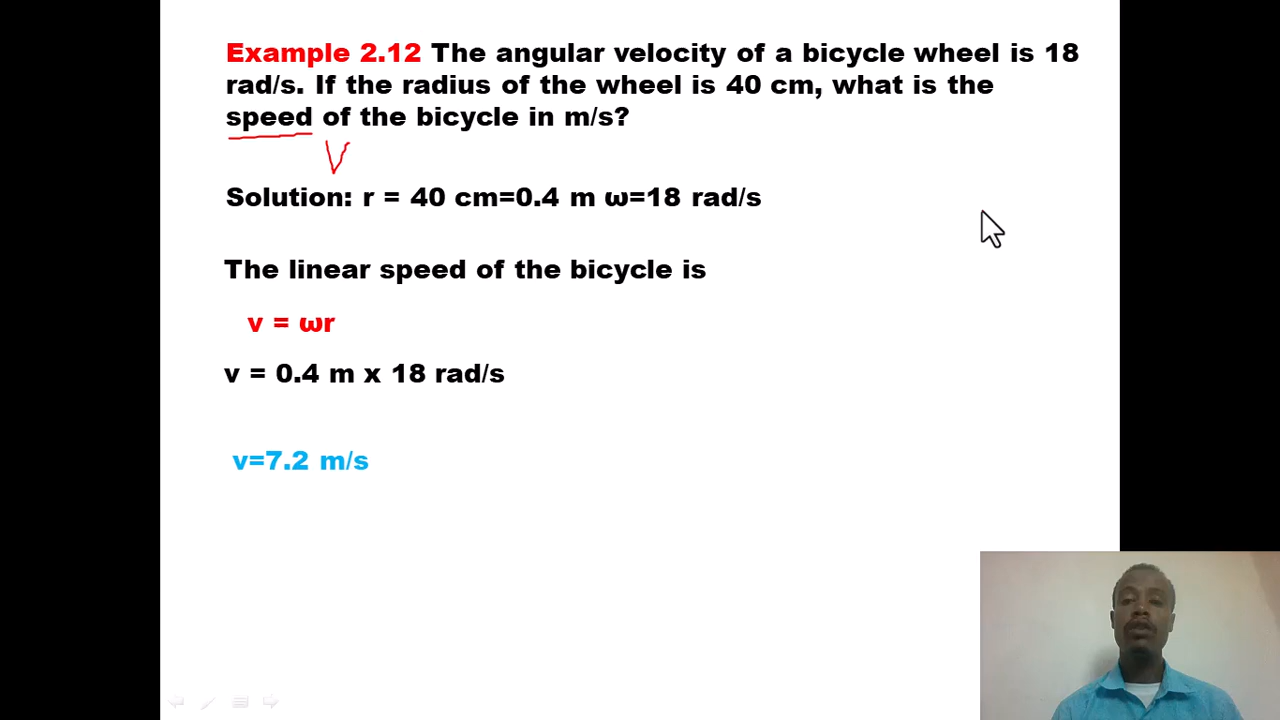 Example 2.12 The angular velocity of a bicycle wheel is 18
rad/s. If the radius of the wheel is 40 cm, what is the
speed of the bicycle in m/s?
V
Solution: r = 40 cm=0.4 m ω=18 rad/s
The linear speed of the bicycle is
v = ωr
v = 0.4 m x 18 rad/s
v=7.2 m/s